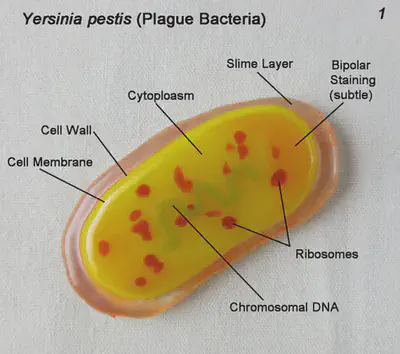 Yersinia pestis (Plague Bacteria)
1
Slime Layer
Bipolar
Staining
(subtle)
Cytoploasm
Cell Wall
Cell Membrane
Ribosomes
Chromosomal DNA